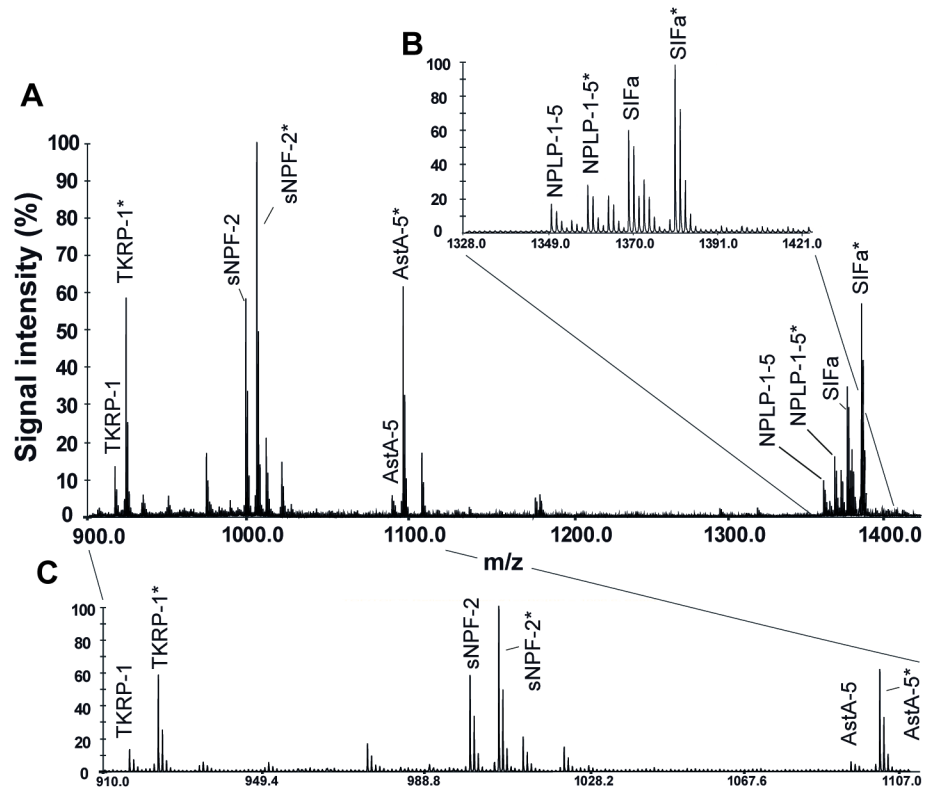 B
SIFa*
100
80
60
40
20
0
NPLP-1-5
NPLP-1-5*
SIFa
1328.0 1349.0 1370.0 1391.0 1421.0
A
Signal intensity (%)
100
90
80
70
60
50
40
30
20
10
0
TKRP-1
TKRP-1*
sNPF-2
sNPF-2*
AstA-5
AstA-5*
NPLP-1-5
NPLP-1-5*
SIFa
SIFa*
900.0 1000.0 1100.0 1200.0 1300.0 1400.0
m/z
C
100
80
60
40
20
0
TKRP-1
TKRP-1*
sNPF-2
sNPF-2*
AstA-5
AstA-5*
910.0 949.4 988.8 1028.2 1067.6 1107.0